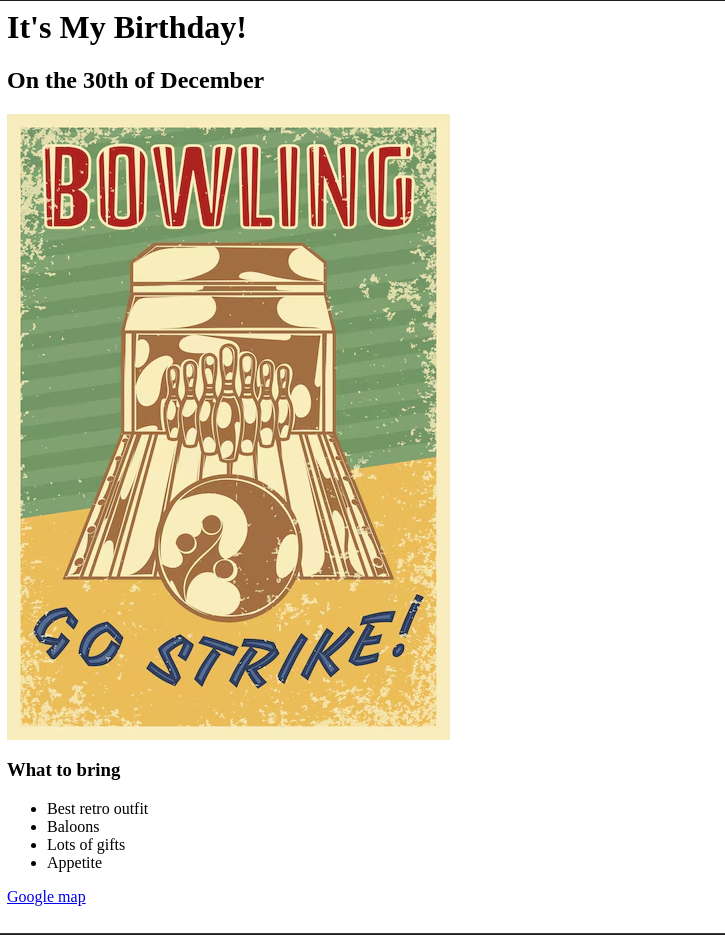 It's My Birthday!
On the 30th of December
BOWLING
GO STRIKE!
What to bring
Best retro outfit
Baloons
Lots of gifts
Appetite
Google map